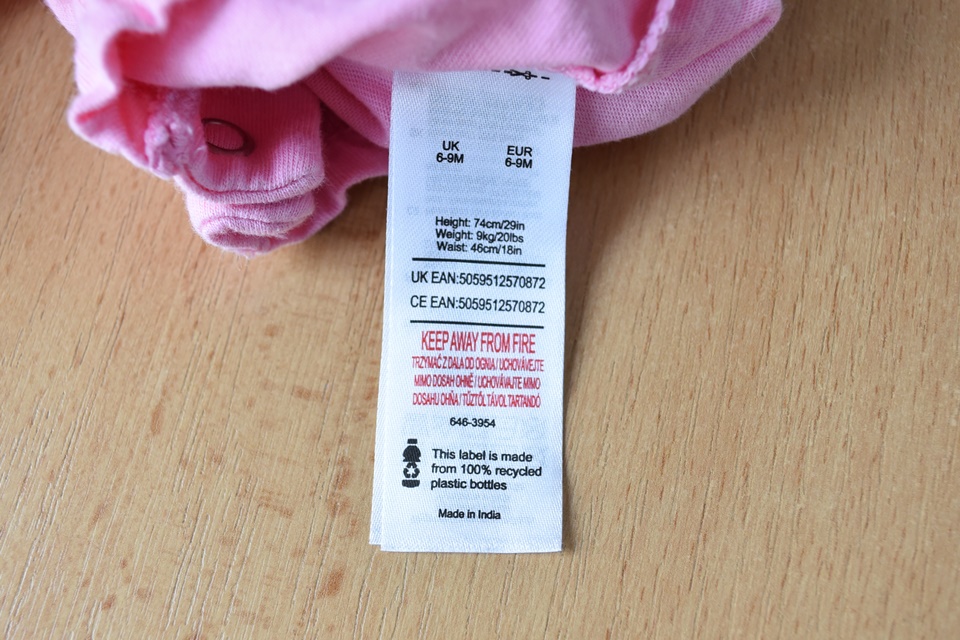 UK EUR
6-9M 6-9M
Height: 74cm/29in
Weight: 9kg/20lbs
Waist: 46cm/18in
UK EAN:5059512570872
CE EAN:5059512570872
KEEP AWAY FROM FIRE
TRZYMAĆ Z DALA OD OGNIA / UCHOVÁVEJTE
MIMO DOSAH OHNĚ / UCHOVÁVAJTE MIMO
DOSAHU OHŇA / TŰZTŐL TÁVOL TARTANDÓ
646-3954
This label is made
from 100% recycled
plastic bottles
Made in India